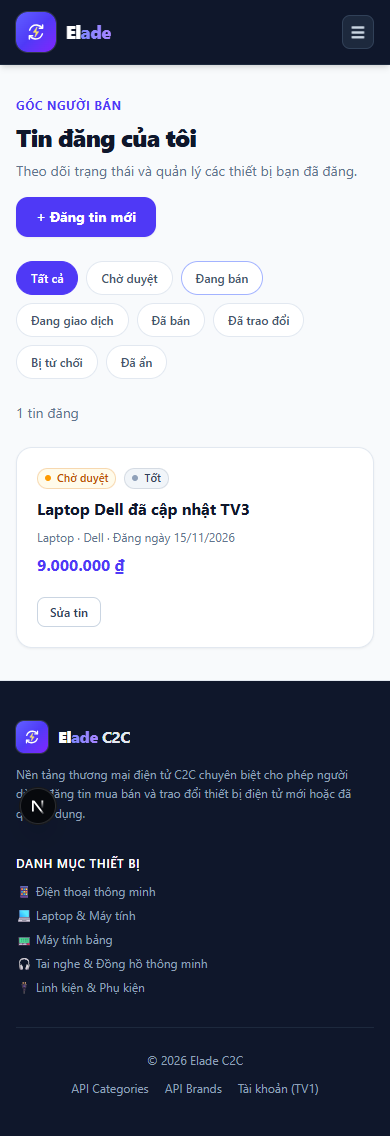 Elade
☰
GÓC NGƯỜI BÁN
Tin đăng của tôi
Theo dõi trạng thái và quản lý các thiết bị bạn đã đăng.
+ Đăng tin mới
Tất cả Chờ duyệt Đang bán
Đang giao dịch Đã bán Đã trao đổi
Bị từ chối Đã ẩn
1 tin đăng
Chờ duyệt Tốt
Laptop Dell đã cập nhật TV3
Laptop · Dell · Đăng ngày 15/11/2026
9.000.000 ₫
Sửa tin
Elade C2C
Nền tảng thương mại điện tử C2C chuyên biệt cho phép người
đăng tin mua bán và trao đổi thiết bị điện tử mới hoặc đã
dụng.
N
DANH MỤC THIẾT BỊ
Điện thoại thông minh
Laptop & Máy tính
Máy tính bảng
Tai nghe & Đồng hồ thông minh
Linh kiện & Phụ kiện
© 2026 Elade C2C
API Categories API Brands Tài khoản (TV1)